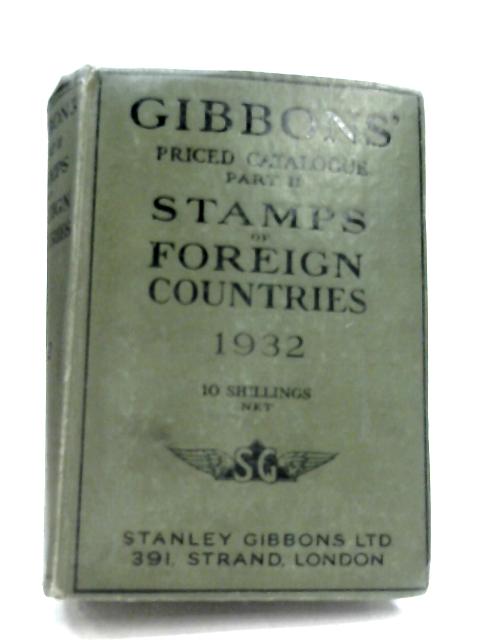 GIBBONS'
PRICED CATALOGUE
PART II
STAMPS
OF
FOREIGN
COUNTRIES
1932
10 SHILLINGS
NET
SG
STANLEY GIBBONS LTD
391, STRAND, LONDON